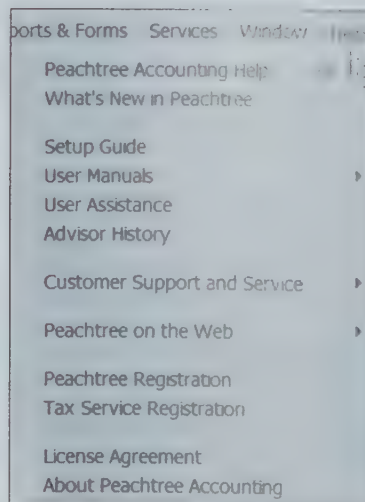 ports & Forms Services Window
Peachtree Accounting Help
What's New in Peachtree
Setup Guide
User Manuals
User Assistance
Advisor History
Customer Support and Service
Peachtree on the Web
Peachtree Registration
Tax Service Registration
License Agreement
About Peachtree Accounting